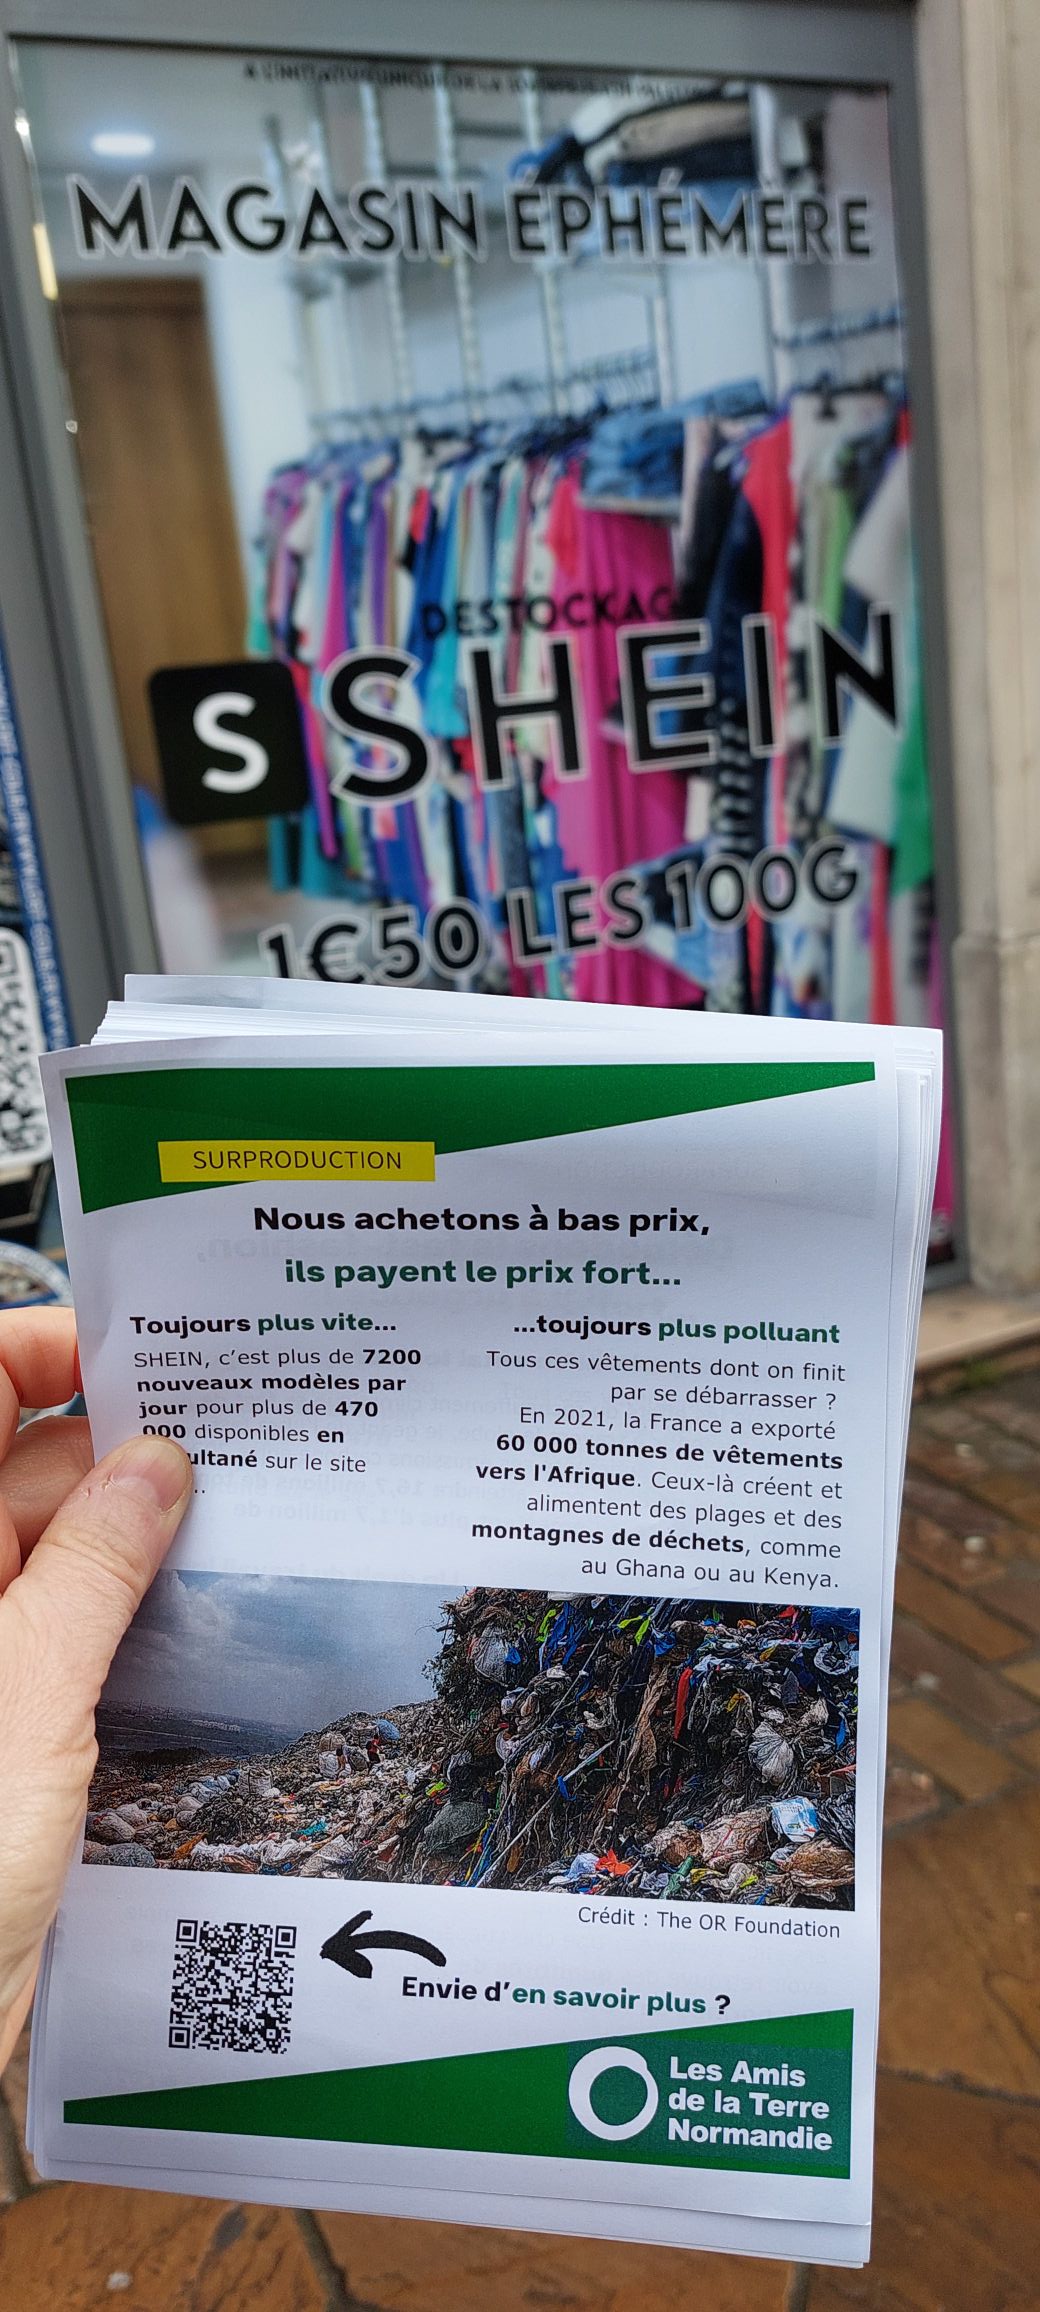 MAGASIN ÉPHÉMÈRE
DESTOCKAG
S SHEIN
1€50 LES 100G
SURPRODUCTION
Nous achetons à bas prix,
ils payent le prix fort...
Toujours plus vite...
SHEIN, c'est plus de 7200
nouveaux modèles par
jour pour plus de 470
000 disponibles en
ultané sur le site
..
...toujours plus polluant
Tous ces vêtements dont on finit
par se débarrasser ?
En 2021, la France a exporté
60 000 tonnes de vêtements
vers l'Afrique. Ceux-là créent et
alimentent des plages et des
montagnes de déchets, comme
au Ghana ou au Kenya.
Crédit : The OR Foundation
Envie d'en savoir plus ?
Les Amis
de la Terre
Normandie